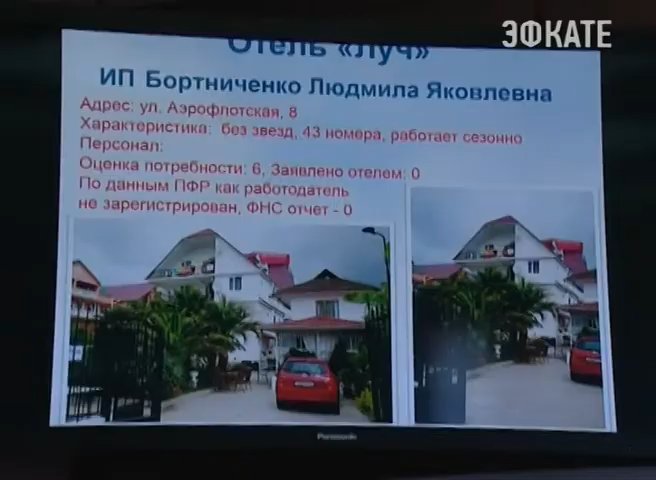 ЭФКАТЕ
Отель «Луч»
ИП Бортниченко Людмила Яковлевна
Адрес: ул. Аэрофлотская, 8
Характеристика: без звезд, 43 номера, работает сезонно
Персонал:
Оценка потребности: 6, Заявлено отелем: 0
По данным ПФР как работодатель
не зарегистрирован, ФНС отчет - 0
Panasonic